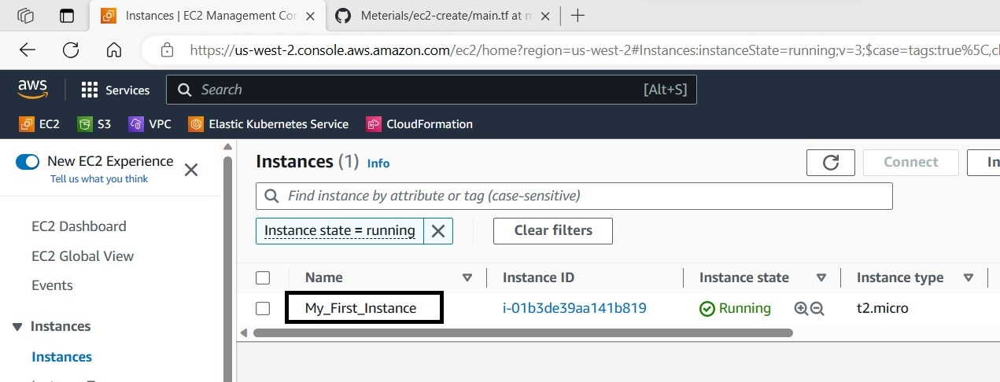 Instances | EC2 Management Con
Meterials/ec2-create/main.tf at m
https://us-west-2.console.aws.amazon.com/ec2/home?region=us-west-2#Instances:instanceState=running;v=3;$case=tags:true%5C,cl
aws
Services
Search
[Alt+S]
EC2
S3
VPC
Elastic Kubernetes Service
CloudFormation
New EC2 Experience
Tell us what you think
EC2 Dashboard
EC2 Global View
Events
Instances
Instances
Instances (1) Info
Connect
In
Find instance by attribute or tag (case-sensitive)
Instance state = running
Clear filters
Name
Instance ID
Instance state
Instance type
My_First_Instance
i-01b3de39aa141b819
Running
t2.micro